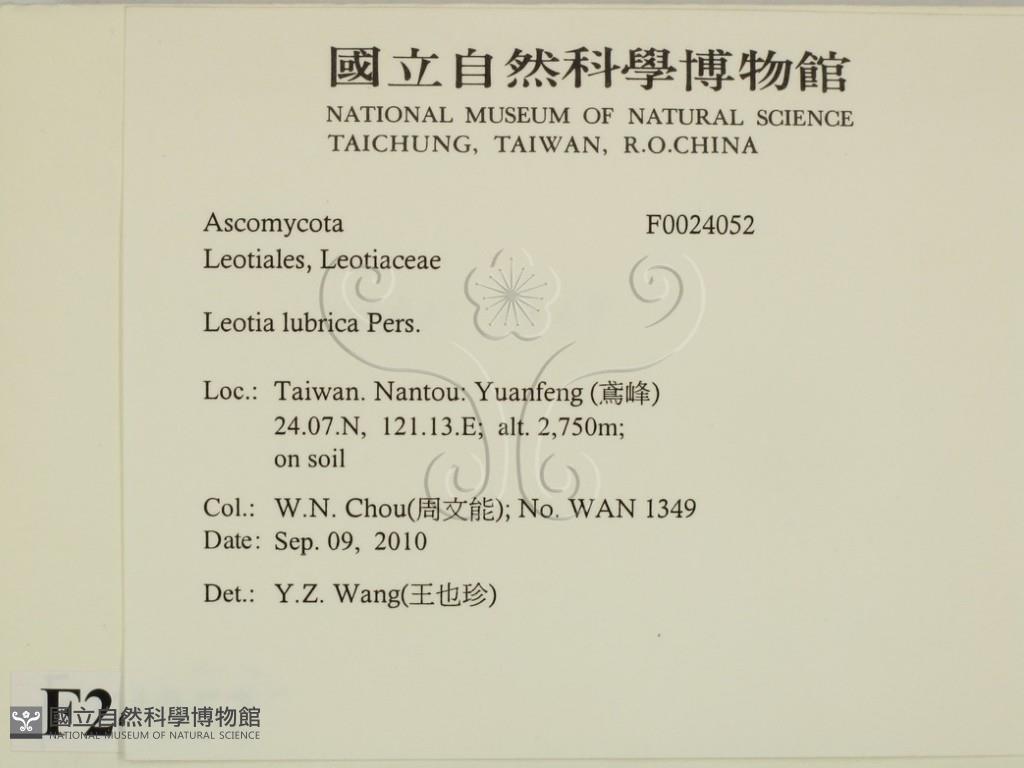 國立自然科學博物館
NATIONAL MUSEUM OF NATURAL SCIENCE
TAICHUNG, TAIWAN, R.O.CHINA
Ascomycota F0024052
Leotiales, Leotiaceae
Leotia lubrica Pers.
Loc.: Taiwan. Nantou: Yuanfeng (鳶峰)
24.07.N, 121.13.E; alt. 2,750m;
on soil
Col.: W.N. Chou(周文能); No. WAN 1349
Date: Sep. 09, 2010
Det.: Y.Z. Wang(王也珍)
F2
國立自然科學博物館
NATIONAL MUSEUM OF NATURAL SCIENCE